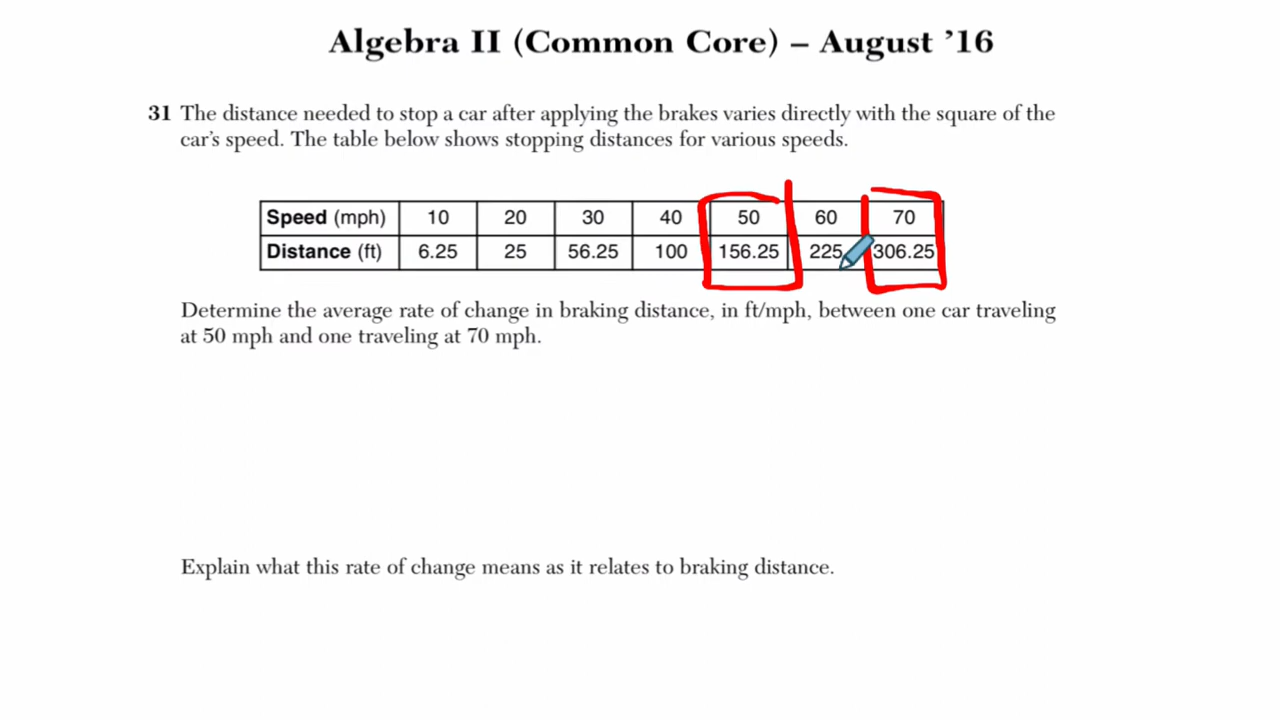 Algebra II (Common Core) – August ’16
31 The distance needed to stop a car after applying the brakes varies directly with the square of the
car’s speed. The table below shows stopping distances for various speeds.
Speed (mph) 10 20 30 40 50 60 70
Distance (ft) 6.25 25 56.25 100 156.25 225 306.25
Determine the average rate of change in braking distance, in ft/mph, between one car traveling
at 50 mph and one traveling at 70 mph.
Explain what this rate of change means as it relates to braking distance.